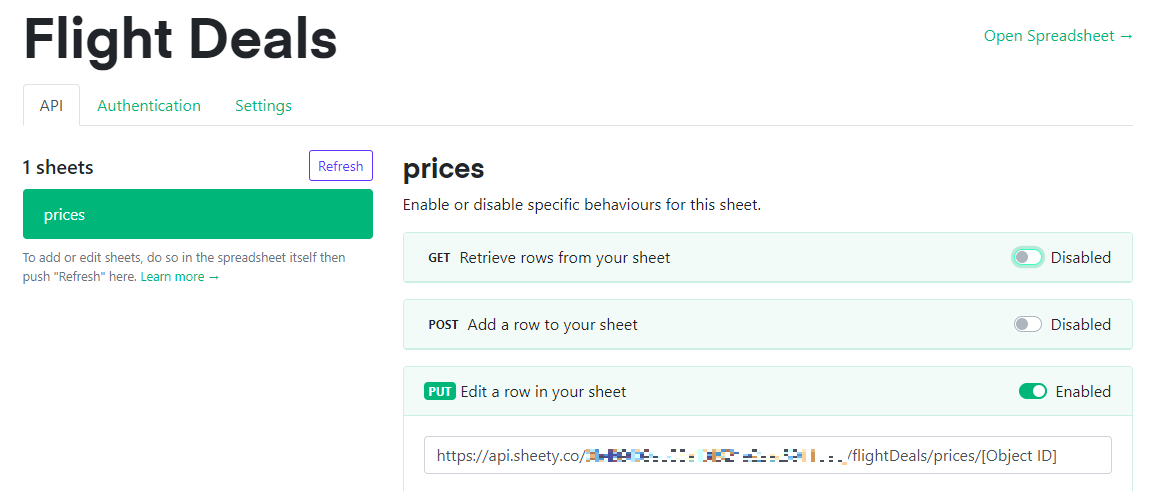 Flight Deals
Open Spreadsheet →
API
Authentication
Settings
1 sheets
Refresh
prices
To add or edit sheets, do so in the spreadsheet itself then
push "Refresh" here. Learn more →
prices
Enable or disable specific behaviours for this sheet.
GET Retrieve rows from your sheet
Disabled
POST Add a row to your sheet
Disabled
PUT Edit a row in your sheet
Enabled
https://api.sheety.co/ /flightDeals/prices/[Object ID]